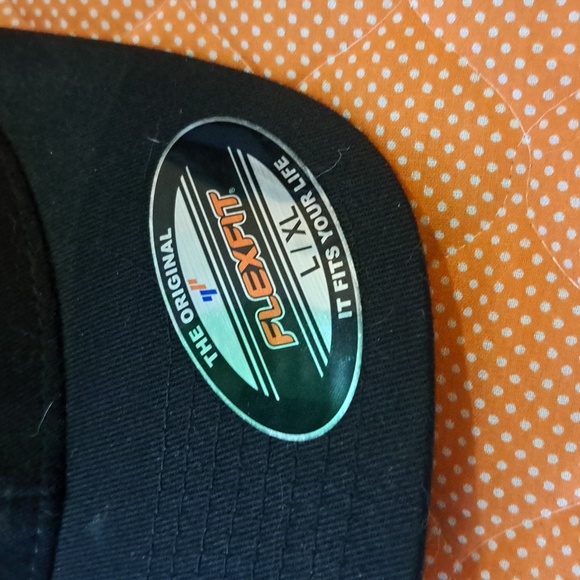 THE ORIGINAL
FLEXFIT®
L / XL
IT FITS YOUR LIFE